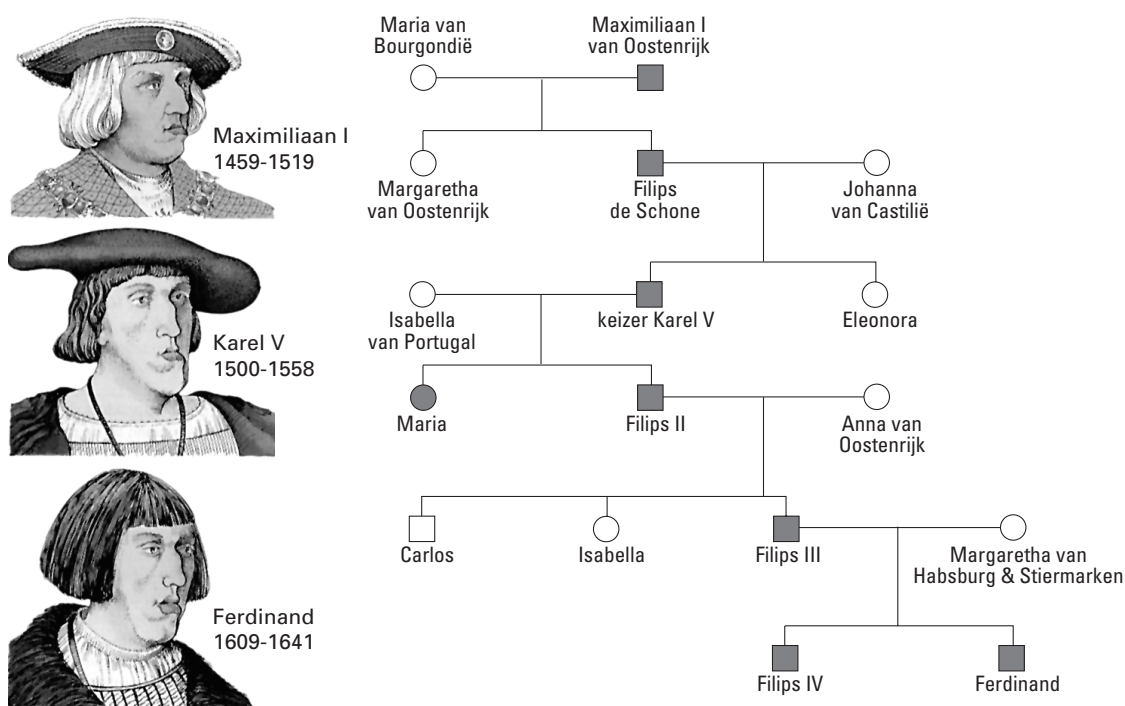 Maximiliaan I
1459-1519
Karel V
1500-1558
Ferdinand
1609-1641
Maria van
Bourgondië
Maximiliaan I
van Oostenrijk
Margaretha
van Oostenrijk
Filips
de Schone
Johanna
van Castilië
Isabella
van Portugal
keizer Karel V
Eleonora
Maria
Filips II
Anna van
Oostenrijk
Carlos
Isabella
Filips III
Margaretha van
Habsburg & Stiermarken
Filips IV
Ferdinand